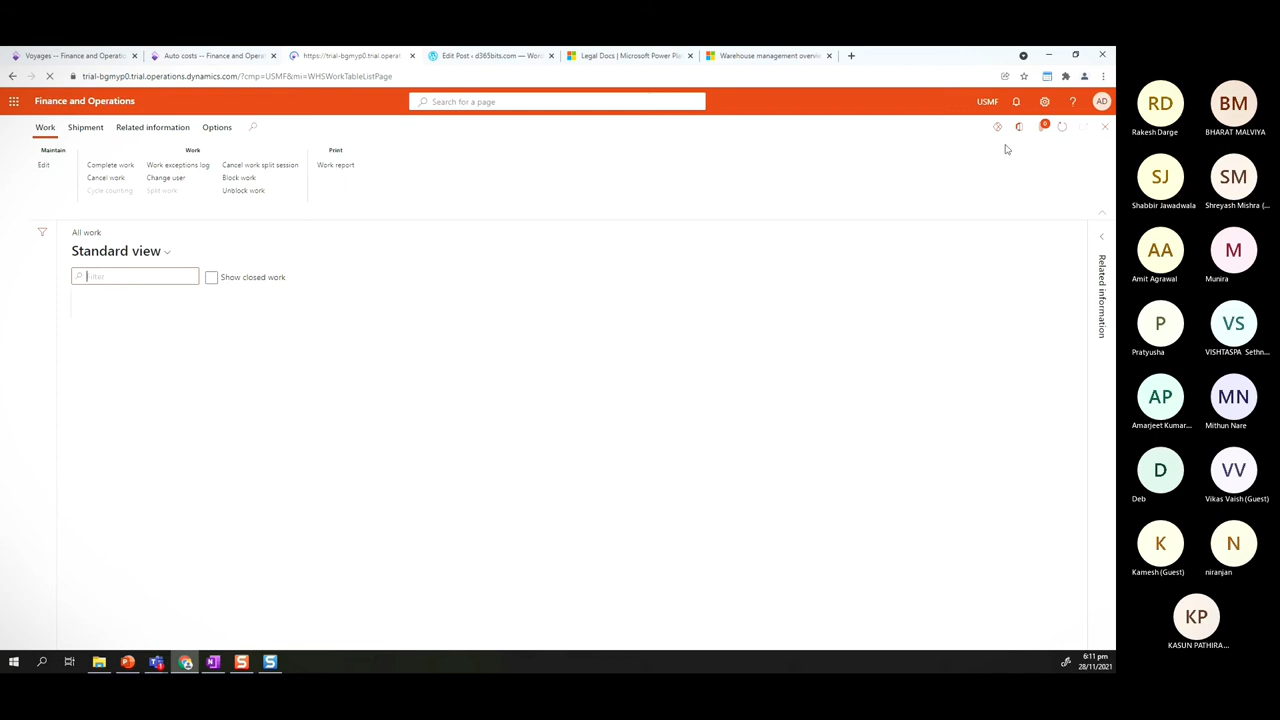 Voyages -- Finance and Operation
Auto costs -- Finance and Operat
https://trial-bgmyp0.trial.operat
Edit Post ‹ d365bits.com — Wor
Legal Docs | Microsoft Power Pla
Warehouse management overvie
trial-bgmyp0.trial.operations.dynamics.com/?cmp=USMF&mi=WHSWorkTableListPage
Finance and Operations
Search for a page
USMF
AD
Work
Shipment
Related information
Options
0
Maintain
Work
Print
Edit
Complete work
Work exceptions log
Cancel work split session
Work report
Cancel work
Change user
Block work
Cycle counting
Split work
Unblock work
All work
Standard view
Filter
Show closed work
Related information
6:11 pm
28/11/2021
RD
BM
Rakesh Darge
BHARAT MALVIYA
SJ
SM
Shabbir Jawadwala
Shreyash Mishra (...
AA
M
Amit Agrawal
Munira
P
VS
Pratyusha
VISHTASPA Sethn...
AP
MN
Amarjeet Kumar...
Mithun Nare
D
VV
Deb
Vikas Vaish (Guest)
K
N
Kamesh (Guest)
niranjan
KP
KASUN PATHIRA...